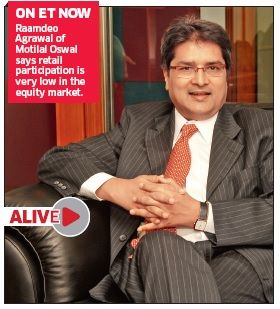 ON ET NOW
Raamdeo
Agrawal of
Motilal Oswal
says retail
participation is
very low in the
equity market.
ALIVE